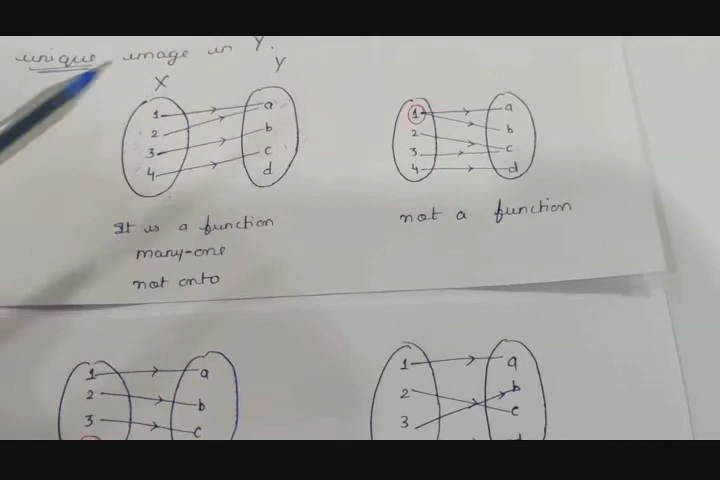 unique image in Y.
X Y
1 a
2 b
3 c
4 d
It is a function
many-one
not onto
1 a
2 b
3 c
4 d
not a function
1 a
2 b
3 c
1 a
2 b
3 c